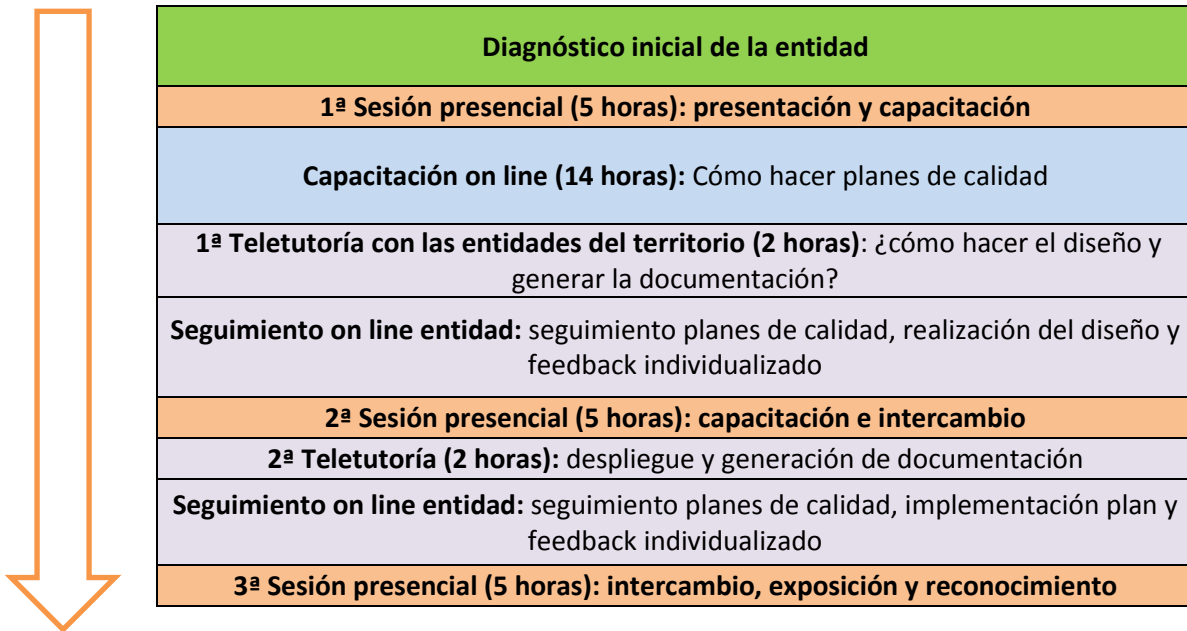 Diagnóstico inicial de la entidad
1ª Sesión presencial (5 horas): presentación y capacitación
Capacitación on line (14 horas): Cómo hacer planes de calidad
1ª Teletutoría con las entidades del territorio (2 horas): ¿cómo hacer el diseño y
generar la documentación?
Seguimiento on line entidad: seguimiento planes de calidad, realización del diseño y
feedback individualizado
2ª Sesión presencial (5 horas): capacitación e intercambio
2ª Teletutoría (2 horas): despliegue y generación de documentación
Seguimiento on line entidad: seguimiento planes de calidad, implementación plan y
feedback individualizado
3ª Sesión presencial (5 horas): intercambio, exposición y reconocimiento